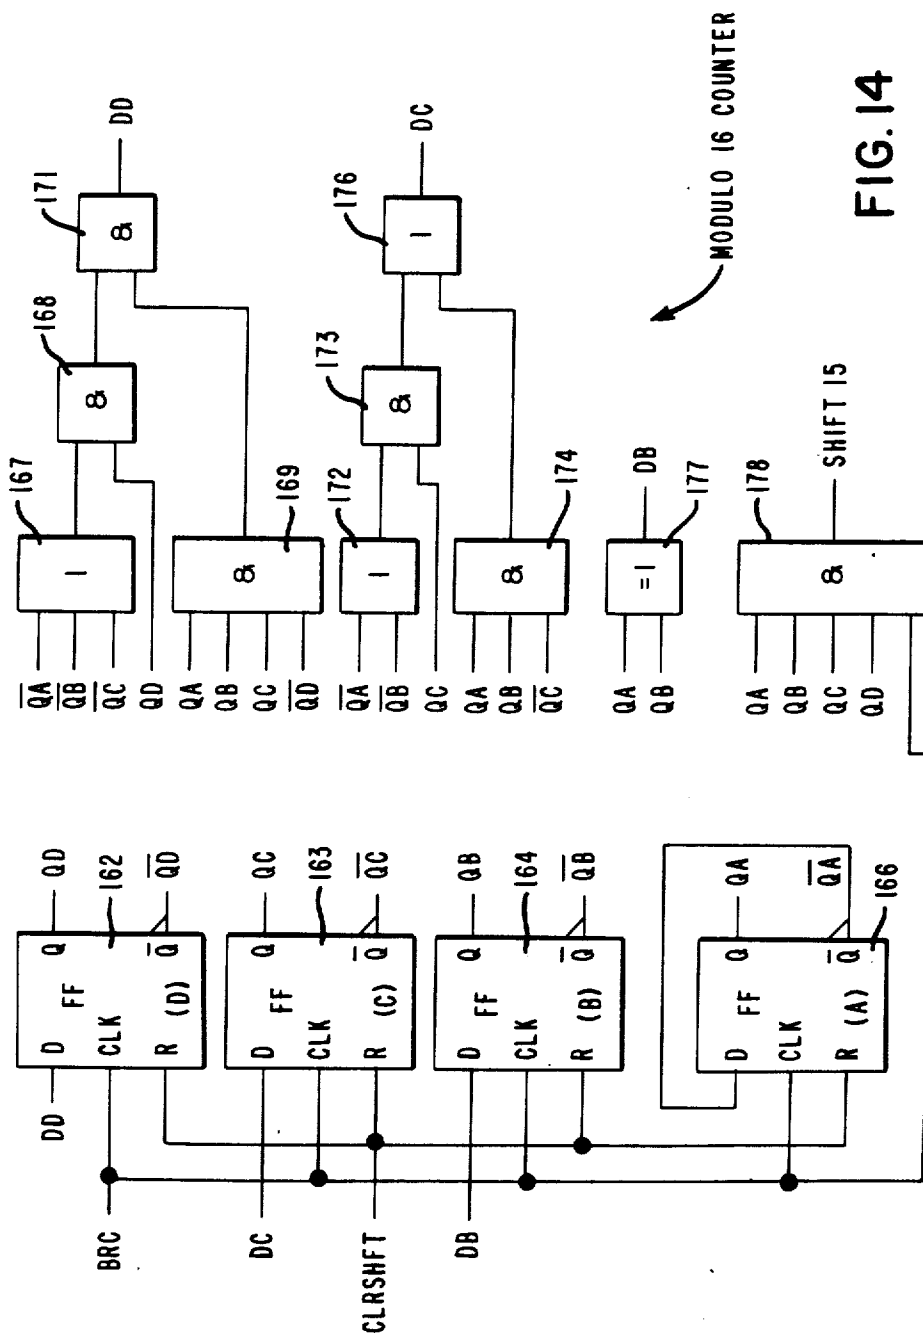 DD
D
Q
QD
FF
162
BRC
CLK
R
(D)
Q̅
Q̅D̅
DC
D
Q
QC
FF
163
CLK
CLRSHFT
R
(C)
Q̅
Q̅C̅
DB
D
Q
QB
FF
164
CLK
R
(B)
Q̅
Q̅B̅
D
Q
QA
FF
CLK
R
(A)
Q̅
Q̅A̅
166
Q̅A̅
Q̅B̅
Q̅C̅
QD
1
167
&
168
&
171
DD
QA
QB
QC
Q̅D̅
&
169
Q̅A̅
Q̅B̅
QC
1
172
&
173
1
176
DC
QA
QB
Q̅C̅
&
174
QA
QB
=1
DB
177
QA
QB
QC
QD
&
178
SHIFT 15
MODULO 16 COUNTER
FIG. 14